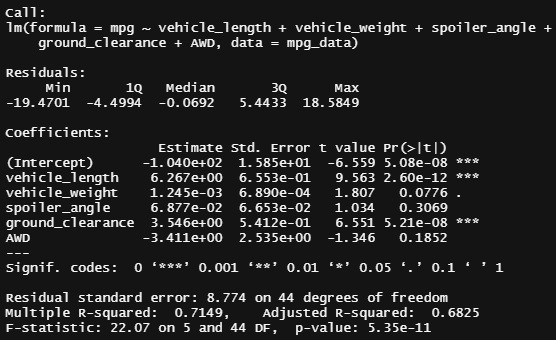 Call:
lm(formula = mpg ~ vehicle_length + vehicle_weight + spoiler_angle +
    ground_clearance + AWD, data = mpg_data)

Residuals:
     Min       1Q   Median       3Q      Max
-19.4701  -4.4994  -0.0692   5.4433  18.5849

Coefficients:
                   Estimate Std. Error t value Pr(>|t|)
(Intercept)      -1.040e+02  1.585e+01  -6.559 5.08e-08 ***
vehicle_length    6.267e+00  6.553e-01   9.563 2.60e-12 ***
vehicle_weight    1.245e-03  6.890e-04   1.807   0.0776 .
spoiler_angle     6.877e-02  6.653e-02   1.034   0.3069
ground_clearance  3.546e+00  5.412e-01   6.551 5.21e-08 ***
AWD              -3.411e+00  2.535e+00  -1.346   0.1852
---
Signif. codes:  0 ‘***’ 0.001 ‘**’ 0.01 ‘*’ 0.05 ‘.’ 0.1 ‘ ’ 1

Residual standard error: 8.774 on 44 degrees of freedom
Multiple R-squared:  0.7149,    Adjusted R-squared:  0.6825
F-statistic: 22.07 on 5 and 44 DF,  p-value: 5.35e-11